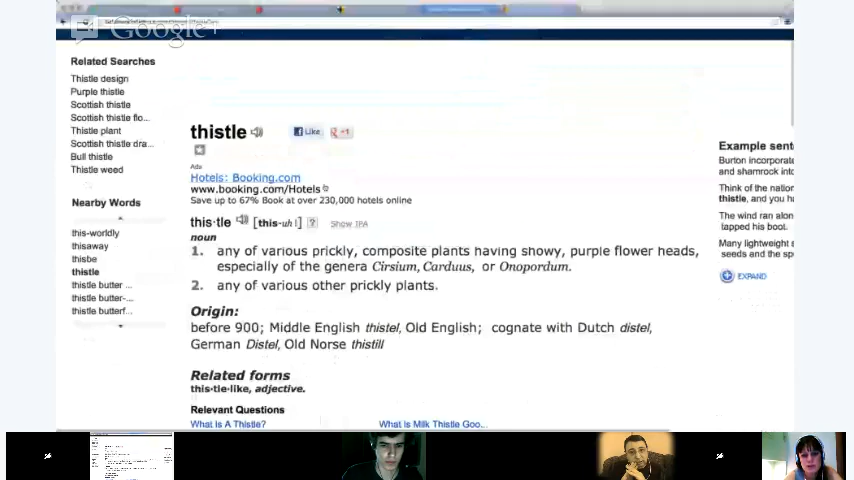 Google+
Related Searches
Thistle design
Purple thistle
Scottish thistle
Scottish thistle flo...
Thistle plant
Scottish thistle dra...
Bull thistle
Thistle weed
Nearby Words
this-worldly
thisaway
thisbe
thistle
thistle butter ...
thistle butter-...
thistle butterf...
thistle
Like
+1
Ads
Hotels: Booking.com
www.booking.com/Hotels
Save up to 67% Book at over 230,000 hotels online
this·tle [this-uhl] ? Show IPA
noun
1. any of various prickly, composite plants having showy, purple flower heads,
especially of the genera Cirsium, Carduus, or Onopordum.
2. any of various other prickly plants.
Origin:
before 900; Middle English thistel, Old English; cognate with Dutch distel,
German Distel, Old Norse thistill
Related forms
this·tle·like, adjective.
Relevant Questions
What Is A Thistle?
What Is Milk Thistle Goo...
Example sent
Burton incorporate
and shamrock into
Think of the nation
thistle, and you ha
The wind ran alon
tapped his boot.
Many lightweight s
seeds and the sp
EXPAND